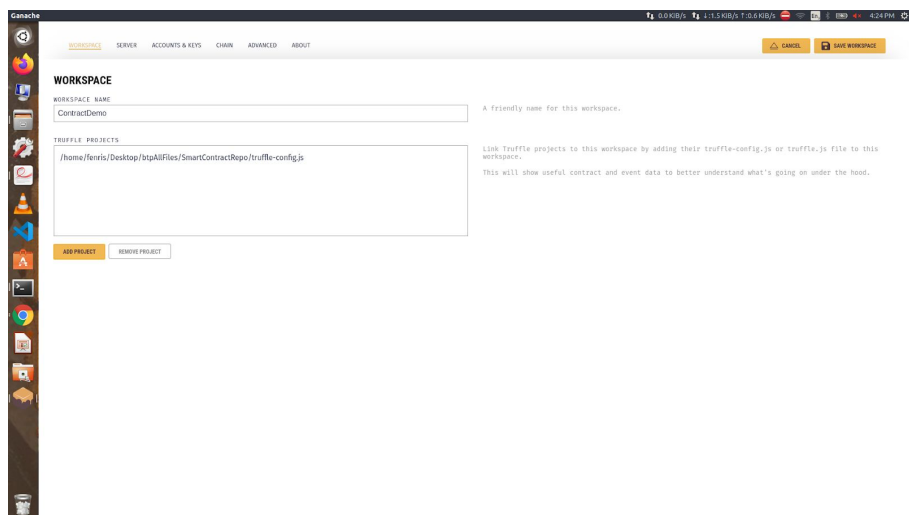 Ganache
0.0 KiB/s ↓:1.5 KiB/s ↑:0.6 KiB/s En 4:24 PM
WORKSPACE SERVER ACCOUNTS & KEYS CHAIN ADVANCED ABOUT
CANCEL SAVE WORKSPACE
WORKSPACE
WORKSPACE NAME
ContractDemo
A friendly name for this workspace.
TRUFFLE PROJECTS
/home/fenris/Desktop/btpAllFiles/SmartContractRepo/truffle-config.js
Link Truffle projects to this workspace by adding their truffle-config.js or truffle.js file to this
workspace.
This will show useful contract and event data to better understand what's going on under the hood.
ADD PROJECT REMOVE PROJECT